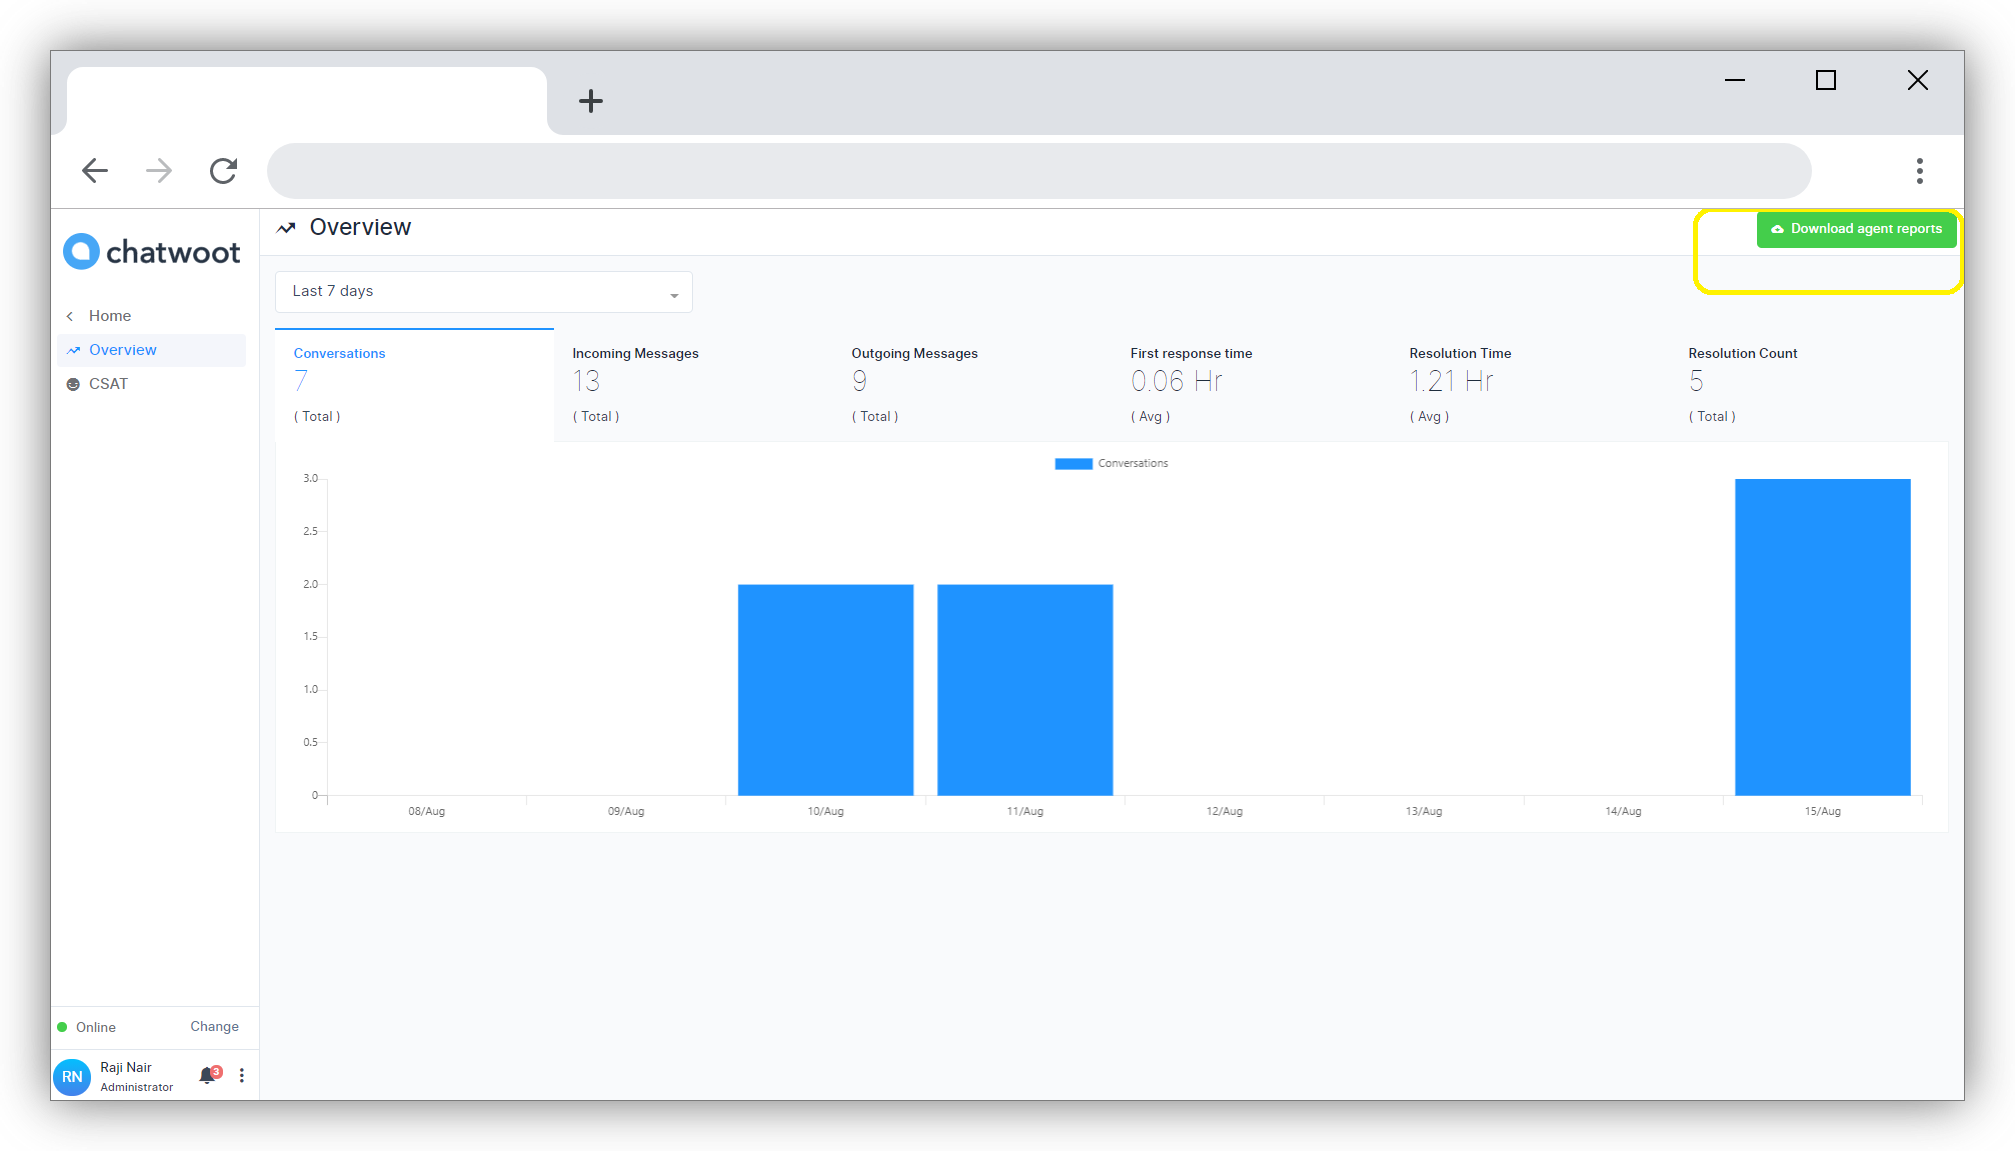 Overview
Download agent reports
chatwoot
Last 7 days
Home
Overview
CSAT
Conversations
7
( Total )
Incoming Messages
13
( Total )
Outgoing Messages
9
( Total )
First response time
0.06 Hr
( Avg )
Resolution Time
1.21 Hr
( Avg )
Resolution Count
5
( Total )
Conversations
3.0
2.5
2.0
1.5
1.0
0.5
0
08/Aug 09/Aug 10/Aug 11/Aug 12/Aug 13/Aug 14/Aug 15/Aug
Online Change
RN
Raji Nair
Administrator
3